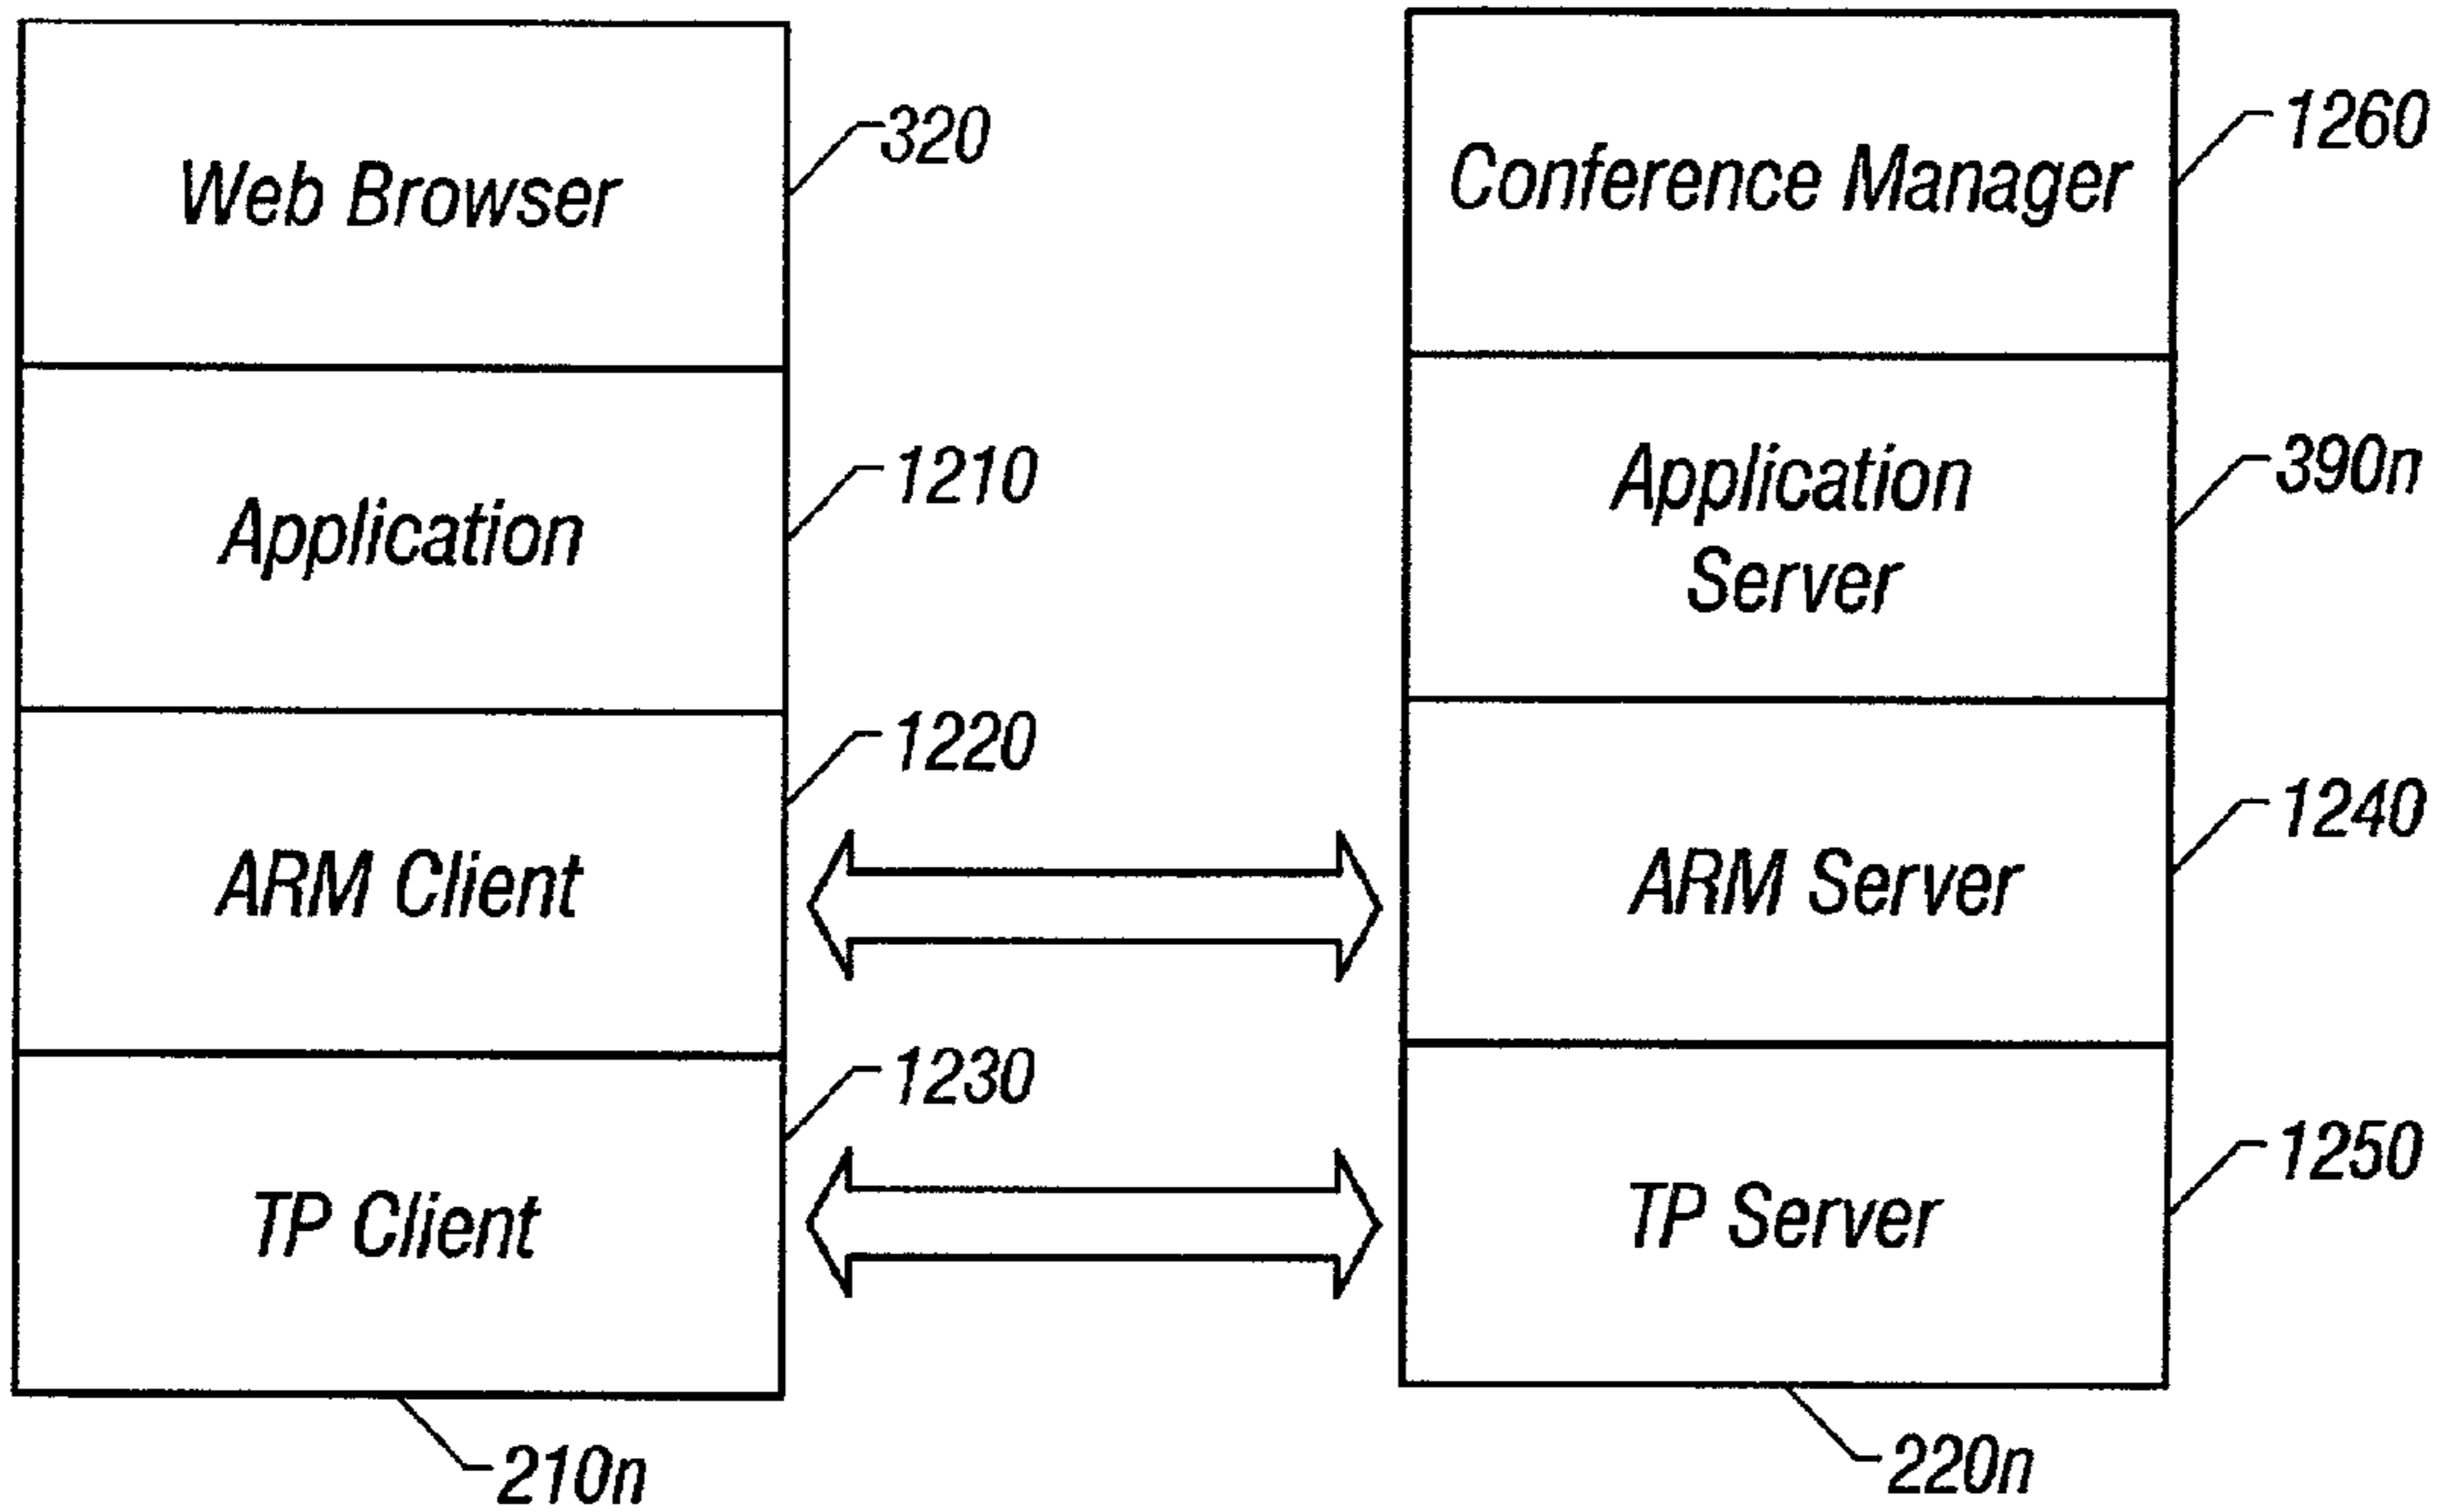 Web Browser
320
Application
1210
ARM Client
1220
TP Client
1230
210n
Conference Manager
1260
Application
Server
390n
ARM Server
1240
TP Server
1250
220n